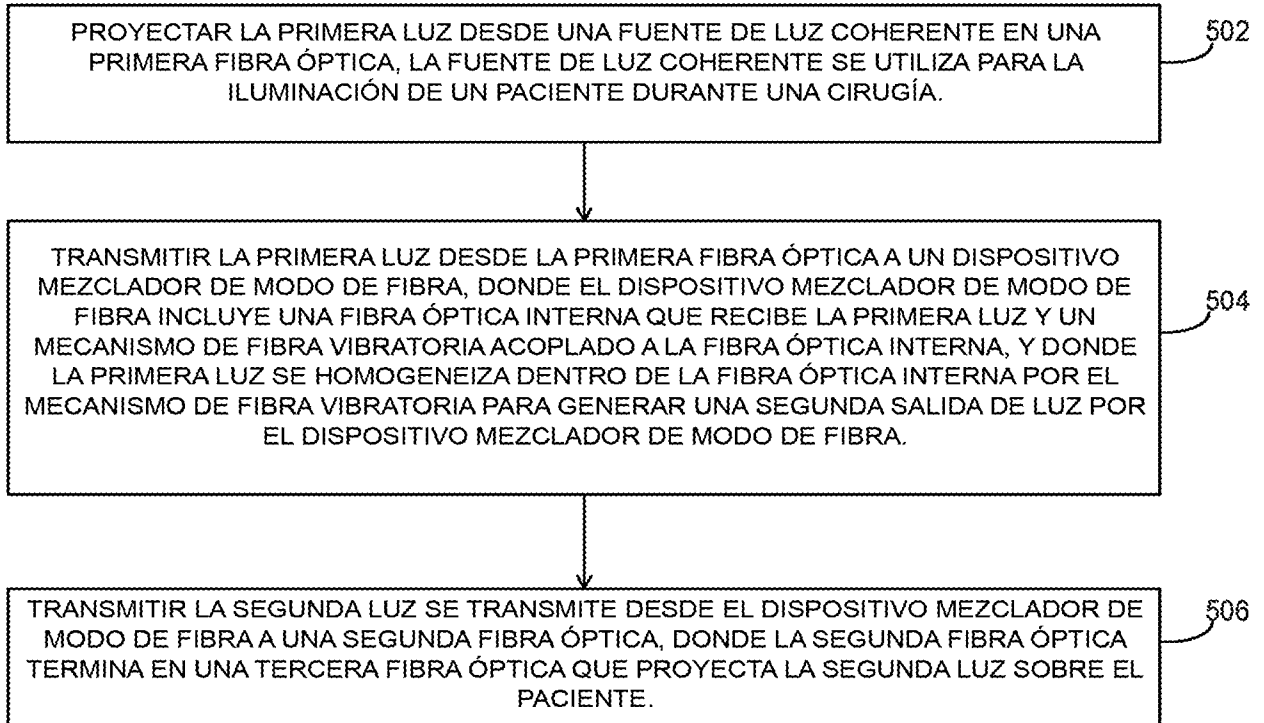 PROYECTAR LA PRIMERA LUZ DESDE UNA FUENTE DE LUZ COHERENTE EN UNA
PRIMERA FIBRA ÓPTICA, LA FUENTE DE LUZ COHERENTE SE UTILIZA PARA LA
ILUMINACIÓN DE UN PACIENTE DURANTE UNA CIRUGÍA.
502
TRANSMITIR LA PRIMERA LUZ DESDE LA PRIMERA FIBRA ÓPTICA A UN DISPOSITIVO
MEZCLADOR DE MODO DE FIBRA, DONDE EL DISPOSITIVO MEZCLADOR DE MODO DE
FIBRA INCLUYE UNA FIBRA ÓPTICA INTERNA QUE RECIBE LA PRIMERA LUZ Y UN
MECANISMO DE FIBRA VIBRATORIA ACOPLADO A LA FIBRA ÓPTICA INTERNA, Y DONDE
LA PRIMERA LUZ SE HOMOGENEIZA DENTRO DE LA FIBRA ÓPTICA INTERNA POR EL
MECANISMO DE FIBRA VIBRATORIA PARA GENERAR UNA SEGUNDA SALIDA DE LUZ POR
EL DISPOSITIVO MEZCLADOR DE MODO DE FIBRA.
504
TRANSMITIR LA SEGUNDA LUZ SE TRANSMITE DESDE EL DISPOSITIVO MEZCLADOR DE
MODO DE FIBRA A UNA SEGUNDA FIBRA ÓPTICA, DONDE LA SEGUNDA FIBRA ÓPTICA
TERMINA EN UNA TERCERA FIBRA ÓPTICA QUE PROYECTA LA SEGUNDA LUZ SOBRE EL
PACIENTE.
506